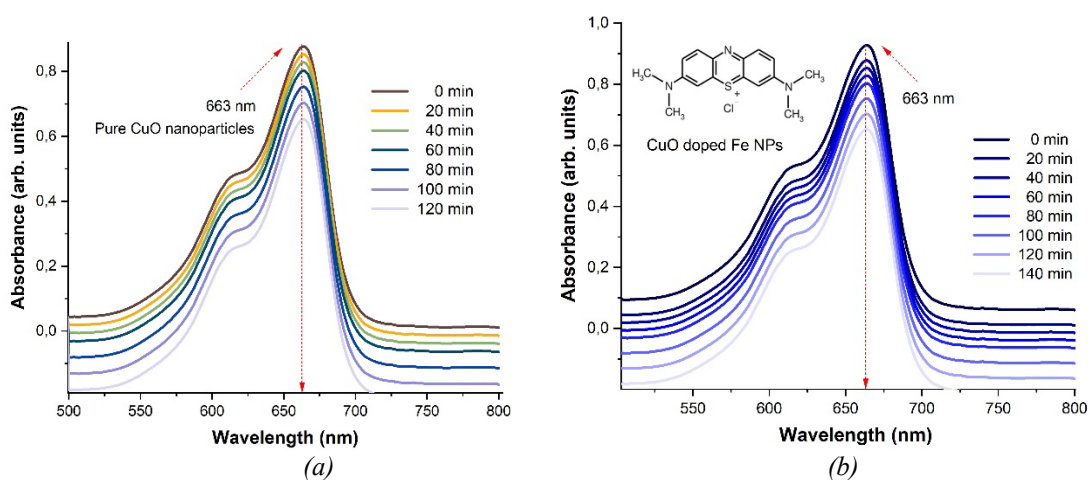 0,8
0,6
0,4
0,2
0,0
Absorbance (arb. units)
663 nm
Pure CuO nanoparticles
0 min
20 min
40 min
60 min
80 min
100 min
120 min
500 550 600 650 700 750 800
Wavelength (nm)
(a)
1,0
0,8
0,6
0,4
0,2
0,0
Absorbance (arb. units)
N
H₃C
N
S
+
N
CH₃
CH₃
Cl⁻
CH₃
663 nm
CuO doped Fe NPs
0 min
20 min
40 min
60 min
80 min
100 min
120 min
140 min
550 600 650 700 750 800
Wavelength (nm)
(b)